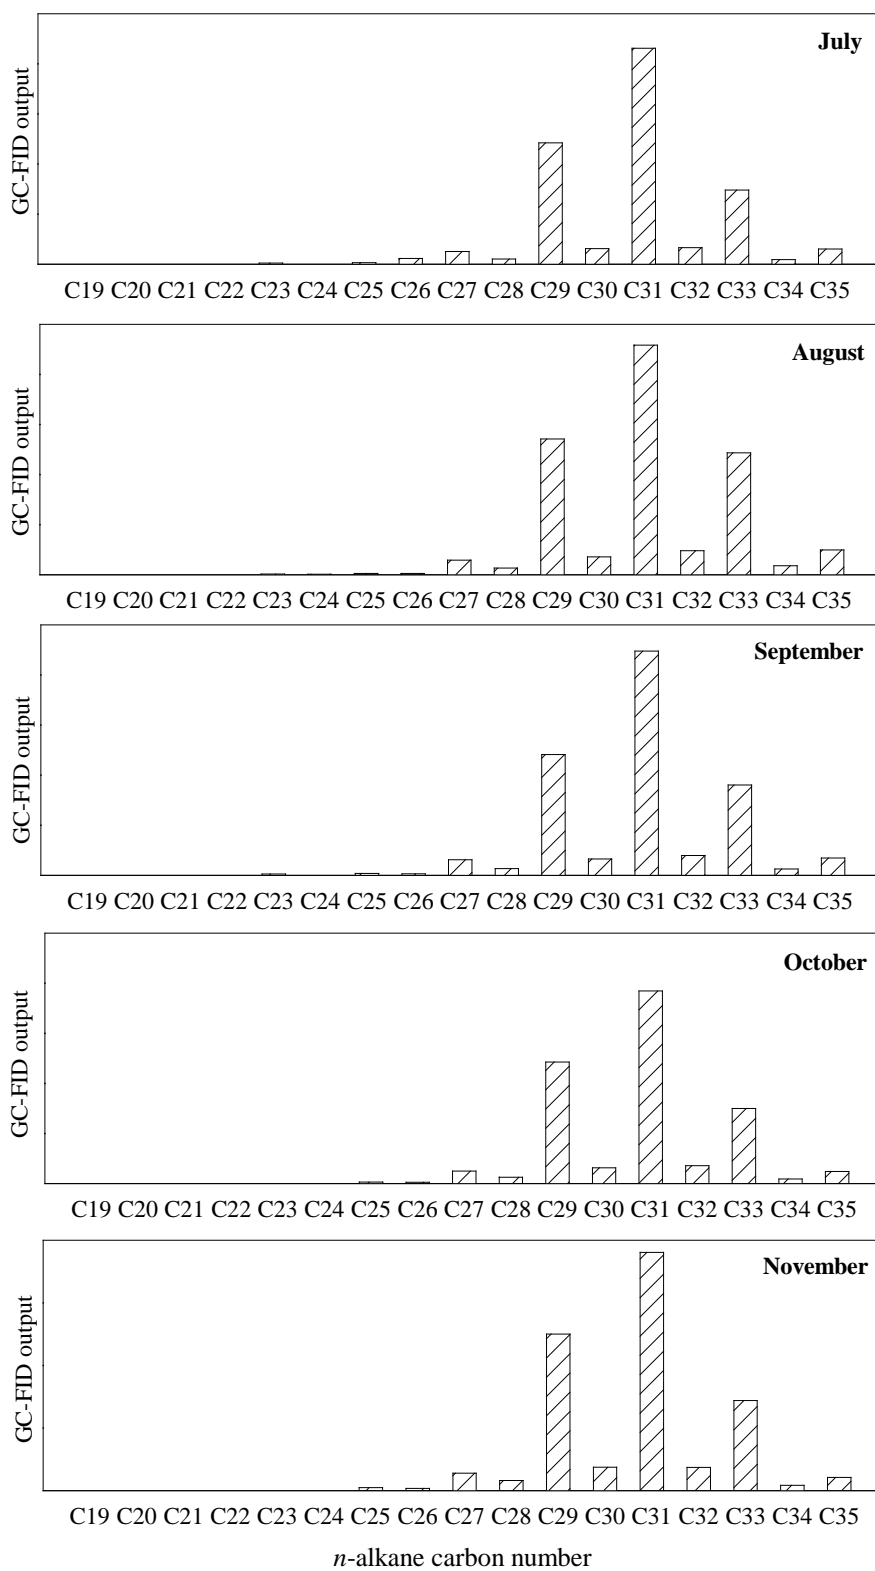 July
GC-FID output
C19 C20 C21 C22 C23 C24 C25 C26 C27 C28 C29 C30 C31 C32 C33 C34 C35
August
GC-FID output
C19 C20 C21 C22 C23 C24 C25 C26 C27 C28 C29 C30 C31 C32 C33 C34 C35
September
GC-FID output
C19 C20 C21 C22 C23 C24 C25 C26 C27 C28 C29 C30 C31 C32 C33 C34 C35
October
GC-FID output
C19 C20 C21 C22 C23 C24 C25 C26 C27 C28 C29 C30 C31 C32 C33 C34 C35
November
GC-FID output
C19 C20 C21 C22 C23 C24 C25 C26 C27 C28 C29 C30 C31 C32 C33 C34 C35
n-alkane carbon number